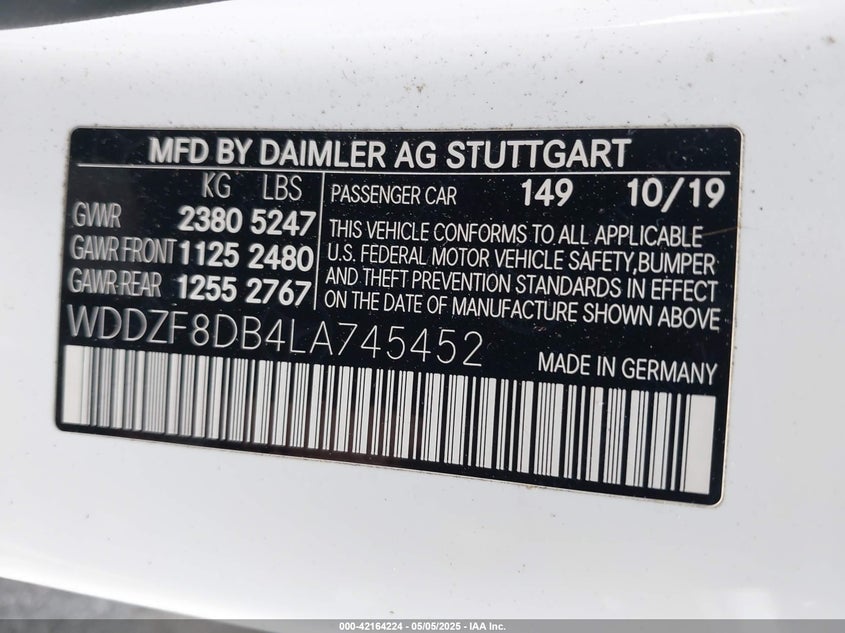 MFD BY DAIMLER AG STUTTGART
KG LBS
GVWR 2380 5247
GAWR FRONT 1125 2480
GAWR-REAR 1255 2767
PASSENGER CAR 149 10/19
THIS VEHICLE CONFORMS TO ALL APPLICABLE
U.S. FEDERAL MOTOR VEHICLE SAFETY,BUMPER
AND THEFT PREVENTION STANDARDS IN EFFECT
ON THE DATE OF MANUFACTURE SHOWN ABOVE
WDDZF8DB4LA745452
MADE IN GERMANY
000-42164224 - 05/05/2025 - IAA Inc.